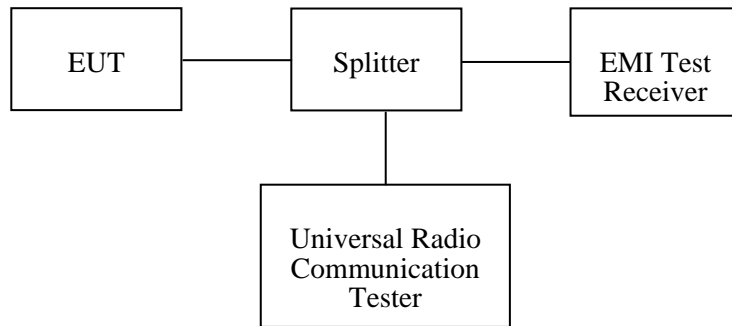 EUT
Splitter
EMI Test
Receiver
Universal Radio
Communication
Tester